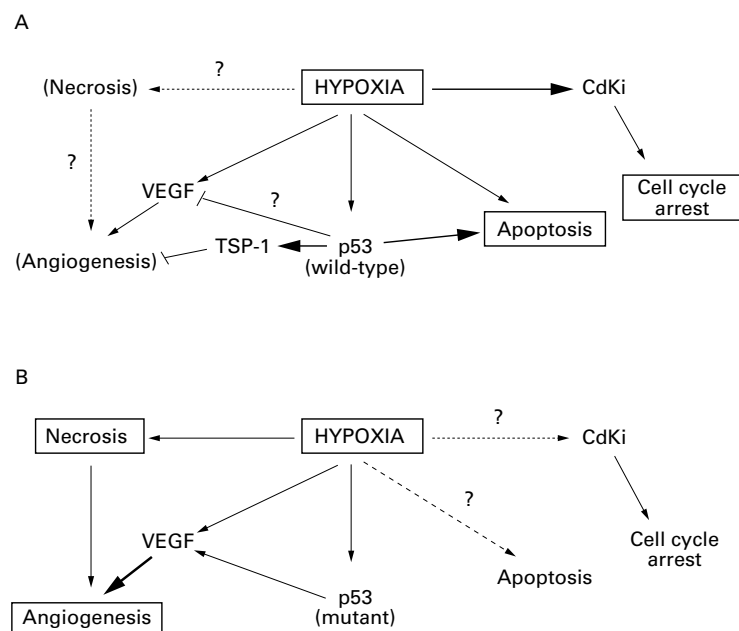 A
?
(Necrosis)
HYPOXIA
CdKi
?
VEGF
?
Cell cycle
arrest
Apoptosis
TSP-1
p53
(wild-type)
(Angiogenesis)
B
?
Necrosis
HYPOXIA
CdKi
?
VEGF
Cell cycle
arrest
Apoptosis
p53
(mutant)
Angiogenesis